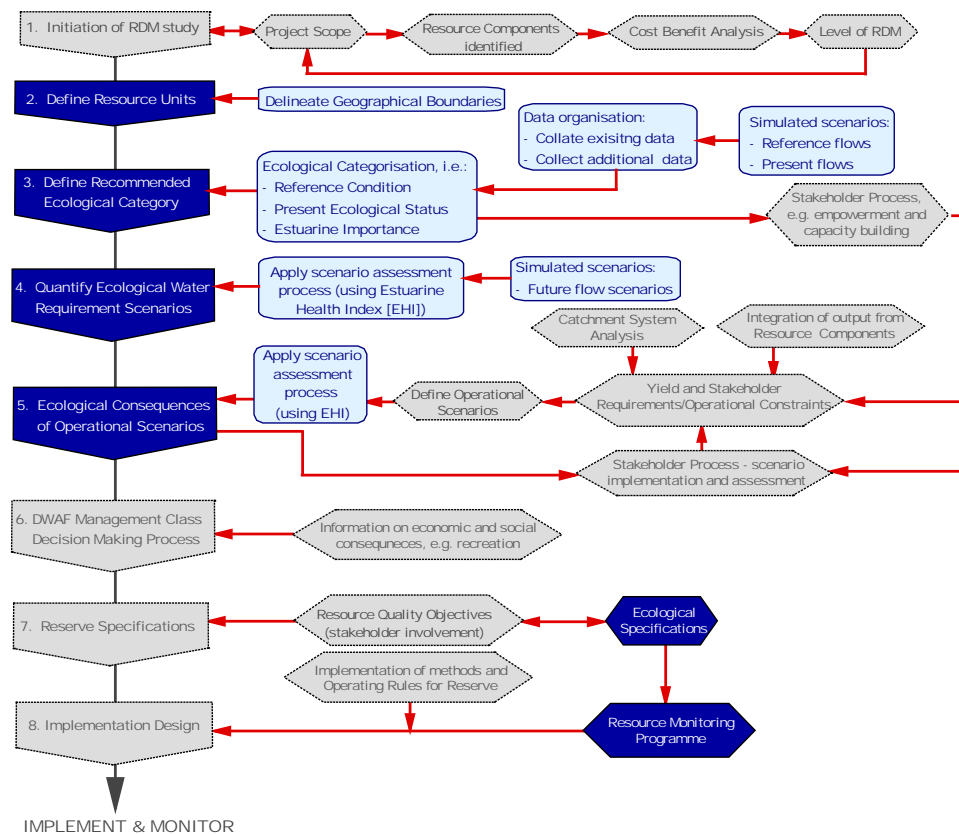 1. Initiation of RDM study
Project Scope
Resource Components
identified
Cost Benefit Analysis
Level of RDM
2. Define Resource Units
Delineate Geographical Boundaries
Data organisation:
- Collate exisitng data
- Collect additional data
Simulated scenarios:
- Reference flows
- Present flows
3. Define Recommended
Ecological Category
Ecological Categorisation, i.e.:
- Reference Condition
- Present Ecological Status
- Estuarine Importance
Stakeholder Process,
e.g. empowerment and
capacity building
4. Quantify Ecological Water
Requirement Scenarios
Apply scenario assessment
process (using Estuarine
Health Index [EHI])
Simulated scenarios:
- Future flow scenarios
Catchment System
Analysis
Integration of output from
Resource Components
5. Ecological Consequences
of Operational Scenarios
Apply scenario
assessment
process
(using EHI)
Define Operational
Scenarios
Yield and Stakeholder
Requirements/Operational Constraints
Stakeholder Process - scenario
implementation and assessment
6. DWAF Management Class
Decision Making Process
Information on economic and social
consequneces, e.g. recreation
7. Reserve Specifications
Resource Quality Objectives
(stakeholder involvement)
Ecological
Specifications
Implementation of methods and
Operating Rules for Reserve
8. Implementation Design
Resource Monitoring
Programme
IMPLEMENT & MONITOR